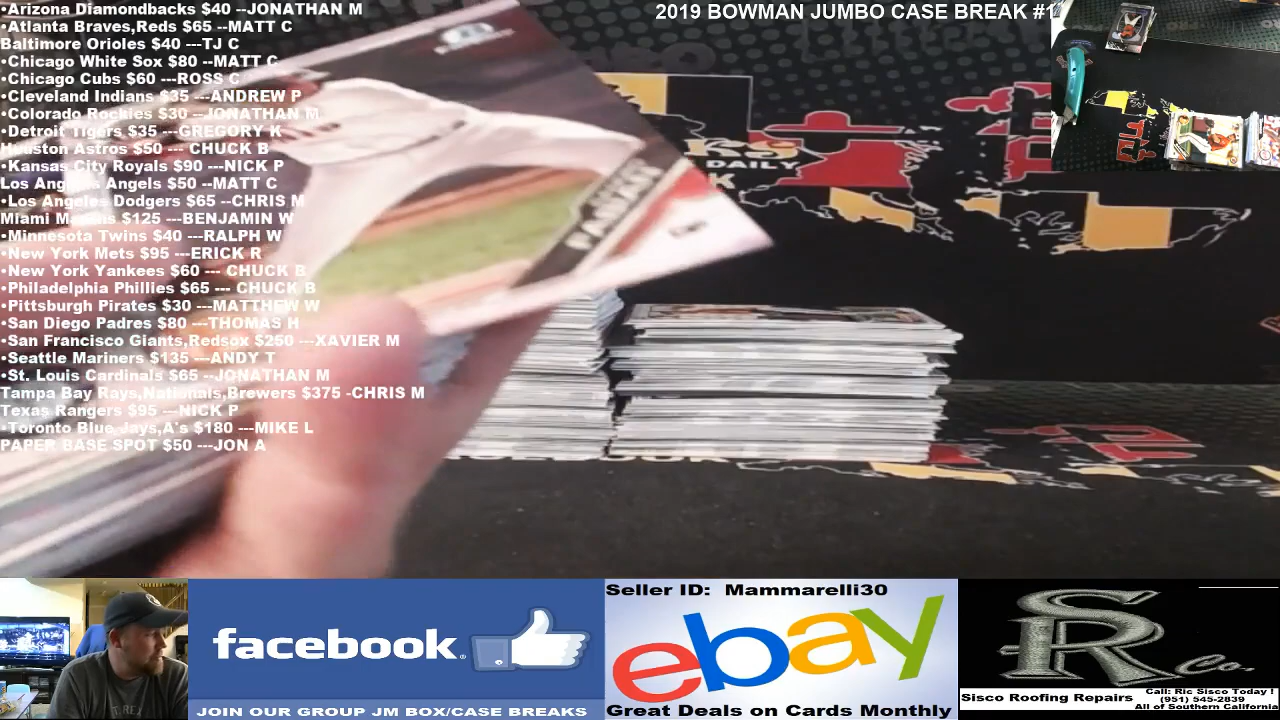 •Arizona Diamondbacks $40 --JONATHAN M
•Atlanta Braves,Reds $65 --MATT C
Baltimore Orioles $40 ---TJ C
•Chicago White Sox $80 --MATT C
•Chicago Cubs $60 ---ROSS C
•Cleveland Indians $35 ---ANDREW P
•Colorado Rockies $30 --JONATHAN M
•Detroit Tigers $35 ---GREGORY K
Houston Astros $50 --- CHUCK B
•Kansas City Royals $90 ---NICK P
Los Angeles Angels $50 --MATT C
•Los Angeles Dodgers $65 --CHRIS M
Miami Marlins $125 ---BENJAMIN W
•Minnesota Twins $40 ---RALPH W
•New York Mets $95 ---ERICK R
•New York Yankees $60 --- CHUCK B
•Philadelphia Phillies $65 --- CHUCK B
•Pittsburgh Pirates $30 ---MATTHEW W
•San Diego Padres $80 ---THOMAS H
•San Francisco Giants,Redsox $260 ---XAVIER M
•Seattle Mariners $135 ---ANDY T
•St. Louis Cardinals $65 --JONATHAN M
Tampa Bay Rays,Nationals,Brewers $375 -CHRIS M
Texas Rangers $95 ---NICK P
•Toronto Blue Jays,A's $180 ---MIKE L
PAPER BASE SPOT $50 ---JON A
2019 BOWMAN JUMBO CASE BREAK #1
DAILY
facebook
JOIN OUR GROUP JM BOX/CASE BREAKS
Seller ID: Mammarelli30
ebay
Great Deals on Cards Monthly
SR Co.
Sisco Roofing Repairs
Call: Ric Sisco Today !
(951) 545-2839
All of Southern California